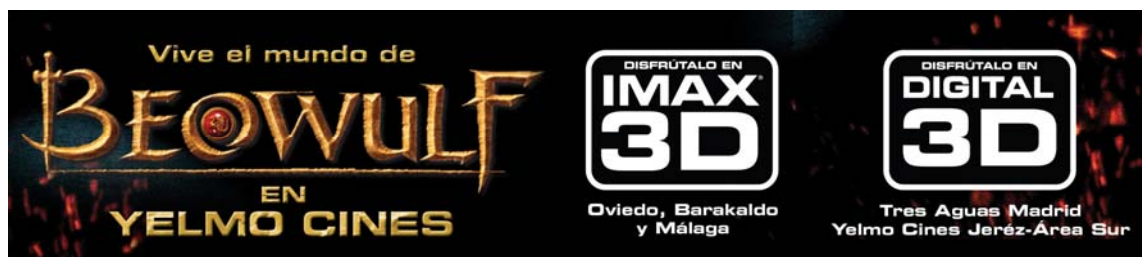 Vive el mundo de
BEOWULF
EN
YELMO CINES
DISFRÚTALO EN
IMAX®
3D
Oviedo, Barakaldo
y Málaga
DISFRÚTALO EN
DIGITAL
3D
Tres Aguas Madrid
Yelmo Cines Jeréz-Área Sur